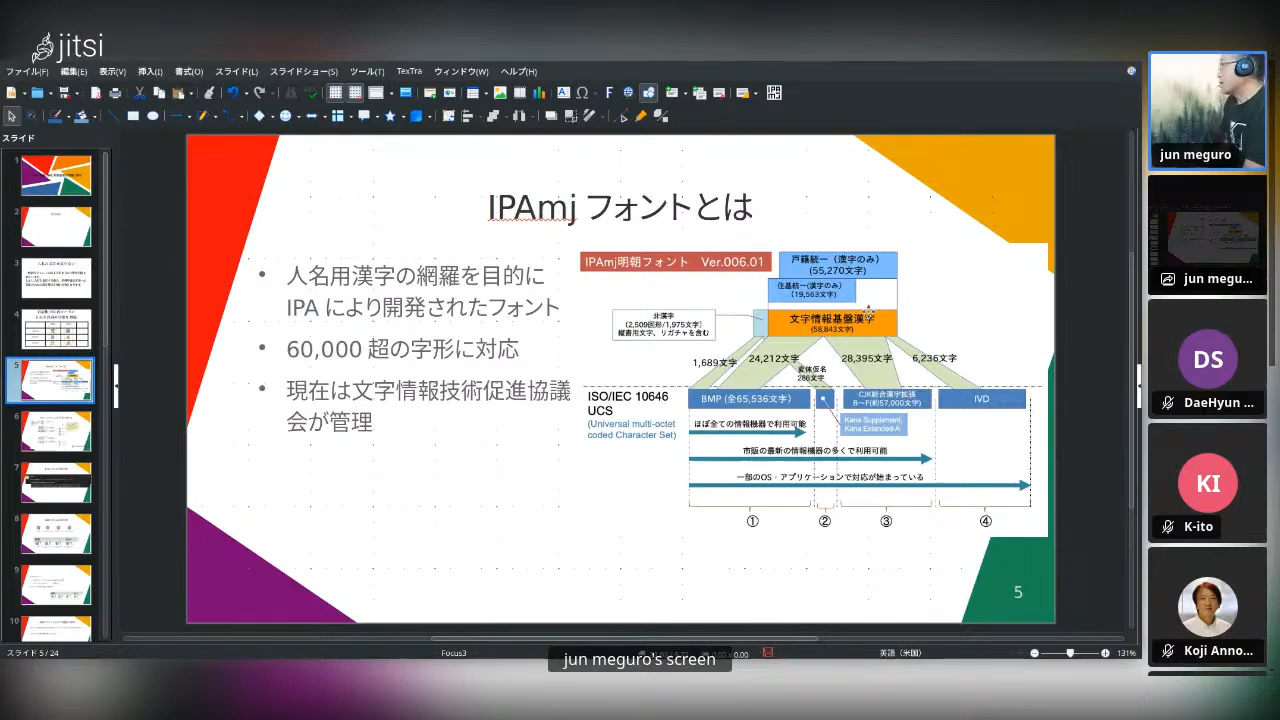 jitsi
ファイル(F) 編集(E) 表示(V) 挿入(I) 書式(O) スライド(L) スライドショー(S) ツール(T) TexTra ウィンドウ(W) ヘルプ(H)
スライド
1
2
3
4
5
6
7
8
9
10
IPAmj フォントとは
• 人名用漢字の網羅を目的に
IPA により開発されたフォント
• 60,000 超の字形に対応
• 現在は文字情報技術促進協議
会が管理
IPAmj明朝フォント Ver.006.01
戸籍統一（漢字のみ）
(55,270文字)
住基統一(漢字のみ)
(19,563文字)
非漢字
(2,509図形/1,975文字)
縦書用文字、リガチャを含む
文字情報基盤漢字
(58,843文字)
1,689文字
24,212文字
変体仮名
286文字
28,395文字
6,236文字
ISO/IEC 10646
UCS
(Universal multi-octet
coded Character Set)
BMP (全65,536文字)
CJK統合漢字拡張
B～F(約57,000文字)
IVD
Kana Supplement,
Kana Extended-A
ほぼ全ての情報機器で利用可能
市販の最新の情報機器の多くで利用可能
一部のOS・アプリケーションで対応が始まっている
① ② ③ ④
5
スライド 5 / 24
Focus3
英語 (米国)
131%
jun meguro's screen
jun meguro
jun megu...
DS
DaeHyun ...
KI
K-ito
Koji Anno...